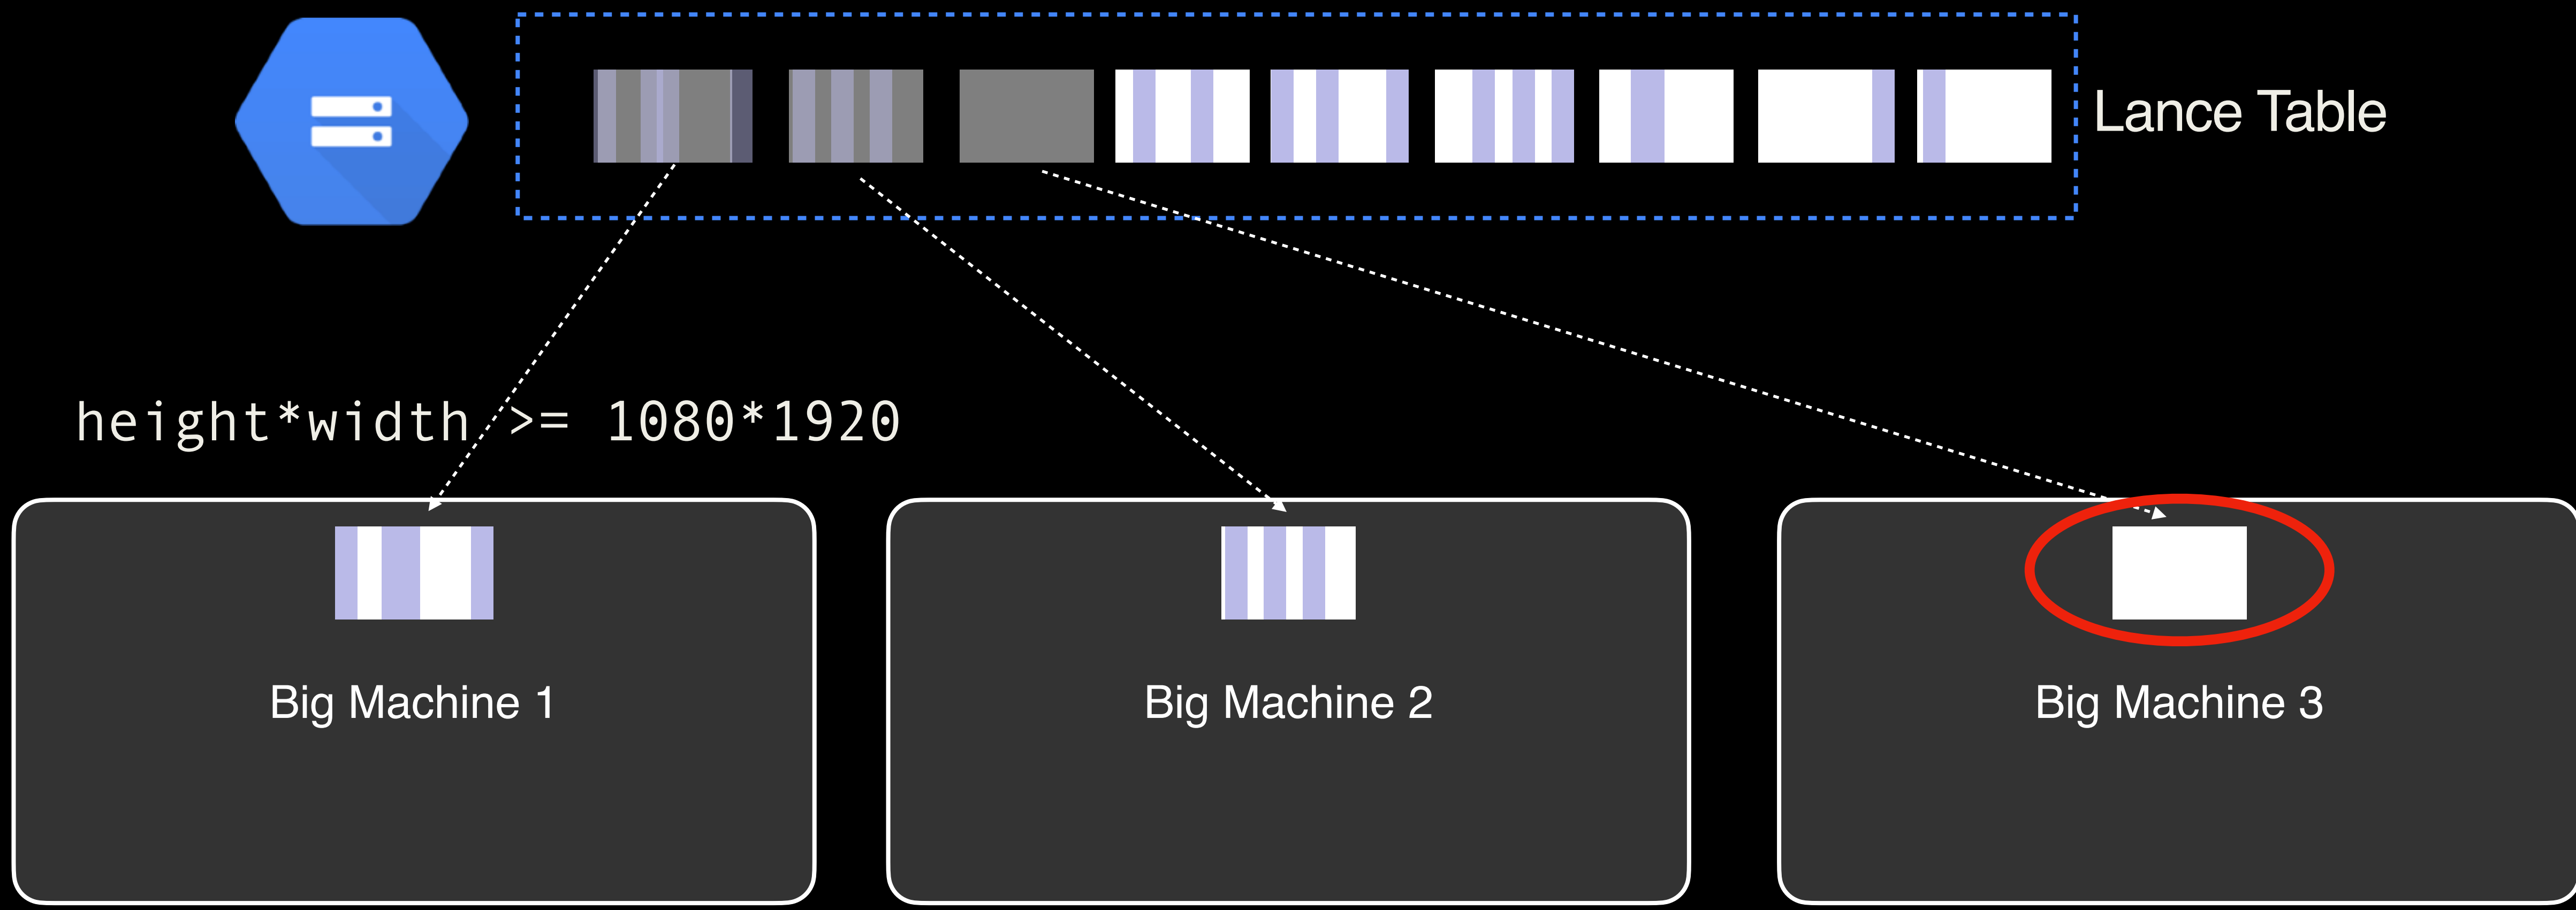 Lance Table
height*width >= 1080*1920
Big Machine 1
Big Machine 2
Big Machine 3